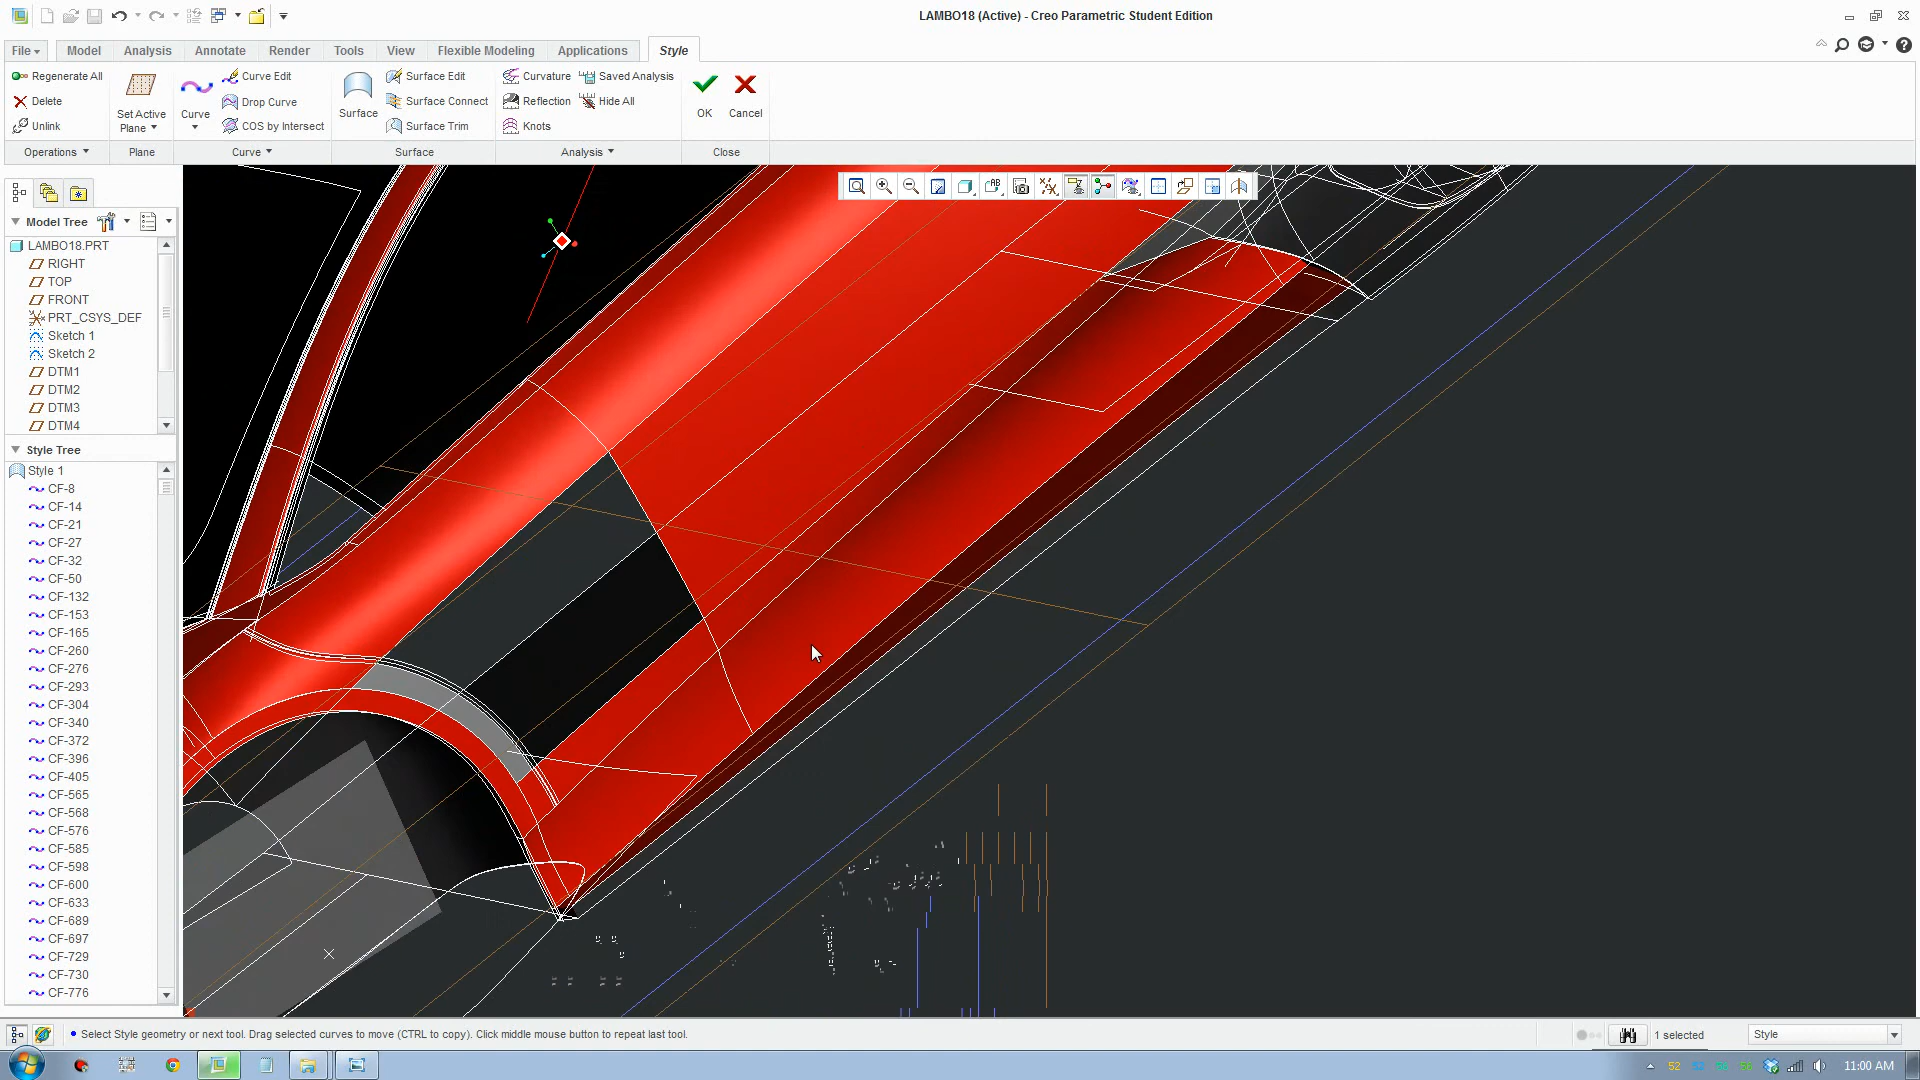 LAMBO18 (Active) - Creo Parametric Student Edition
File Model Analysis Annotate Render Tools View Flexible Modeling Applications Style
Regenerate All
Delete
Unlink
Operations
Set Active
Plane
Plane
Curve
Curve Edit
Drop Curve
COS by Intersect
Curve
Surface
Surface Edit
Surface Connect
Surface Trim
Surface
Curvature
Saved Analysis
Reflection
Hide All
Knots
Analysis
OK
Cancel
Close
Model Tree
LAMBO18.PRT
RIGHT
TOP
FRONT
PRT_CSYS_DEF
Sketch 1
Sketch 2
DTM1
DTM2
DTM3
DTM4
Style Tree
Style 1
CF-8
CF-14
CF-21
CF-27
CF-32
CF-50
CF-132
CF-153
CF-165
CF-260
CF-276
CF-293
CF-304
CF-340
CF-372
CF-396
CF-405
CF-565
CF-568
CF-576
CF-585
CF-598
CF-600
CF-633
CF-689
CF-697
CF-729
CF-730
CF-776
Select Style geometry or next tool. Drag selected curves to move (CTRL to copy). Click middle mouse button to repeat last tool.
1 selected
Style
52
11:00 AM